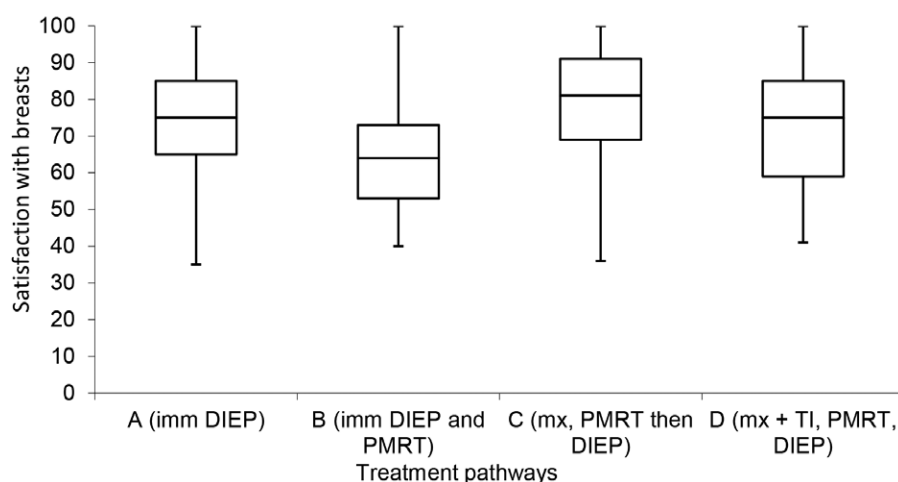 Satisfaction with breasts
100
90
80
70
60
50
40
30
20
10
0
A (imm DIEP)
B (imm DIEP and
PMRT)
C (mx, PMRT then
DIEP)
D (mx + TI, PMRT,
DIEP)
Treatment pathways